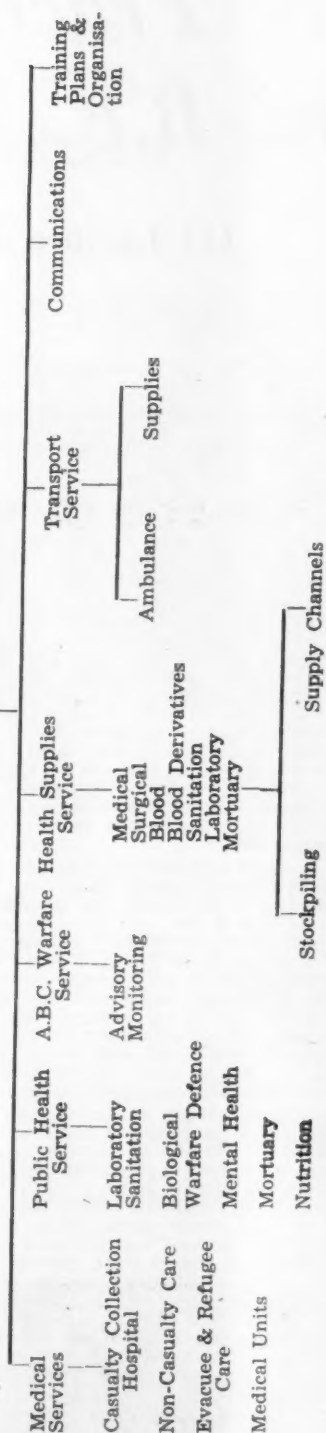 Medical
Services
Casualty Collection
Hospital
Non-Casualty Care
Evacuee & Refugee
Care
Medical Units
Public Health
Service
Laboratory
Sanitation
Biological
Warfare Defence
Mental Health
Mortuary
Nutrition
A.B.C. Warfare
Service
Advisory
Monitoring
Health Supplies
Service
Medical
Surgical
Blood
Blood Derivatives
Sanitation
Laboratory
Mortuary
Stockpiling
Supply Channels
Transport
Service
Ambulance
Supplies
Communications
Training
Plans &
Organisa-
tion